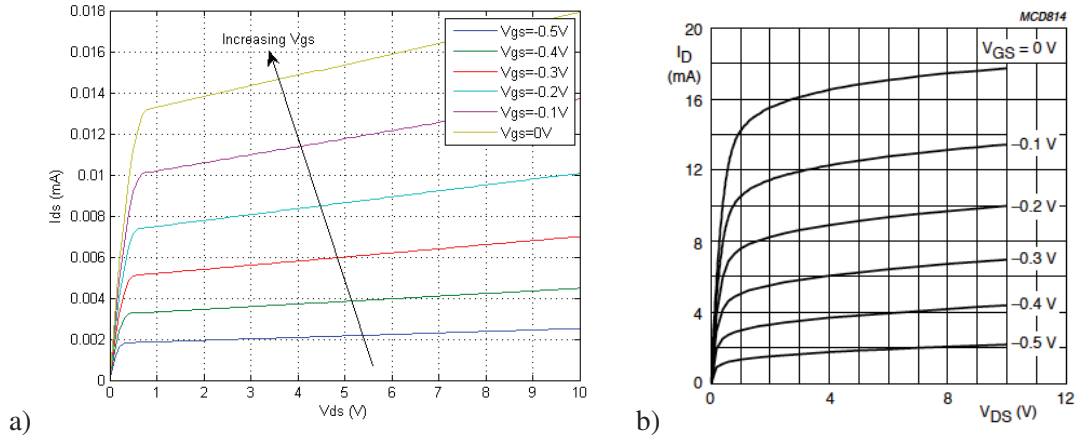 Increasing Vgs
Vgs=-0.5V
Vgs=-0.4V
Vgs=-0.3V
Vgs=-0.2V
Vgs=-0.1V
Vgs=0V
0.018
0.016
0.014
0.012
0.01
0.008
0.006
0.004
0.002
0
Ids (mA)
0 1 2 3 4 5 6 7 8 9 10
Vds (V)
a)
MCD814
ID
(mA)
VGS = 0 V
–0.1 V
–0.2 V
–0.3 V
–0.4 V
–0.5 V
20
16
12
8
4
0
0 4 8 12
VDS (V)
b)